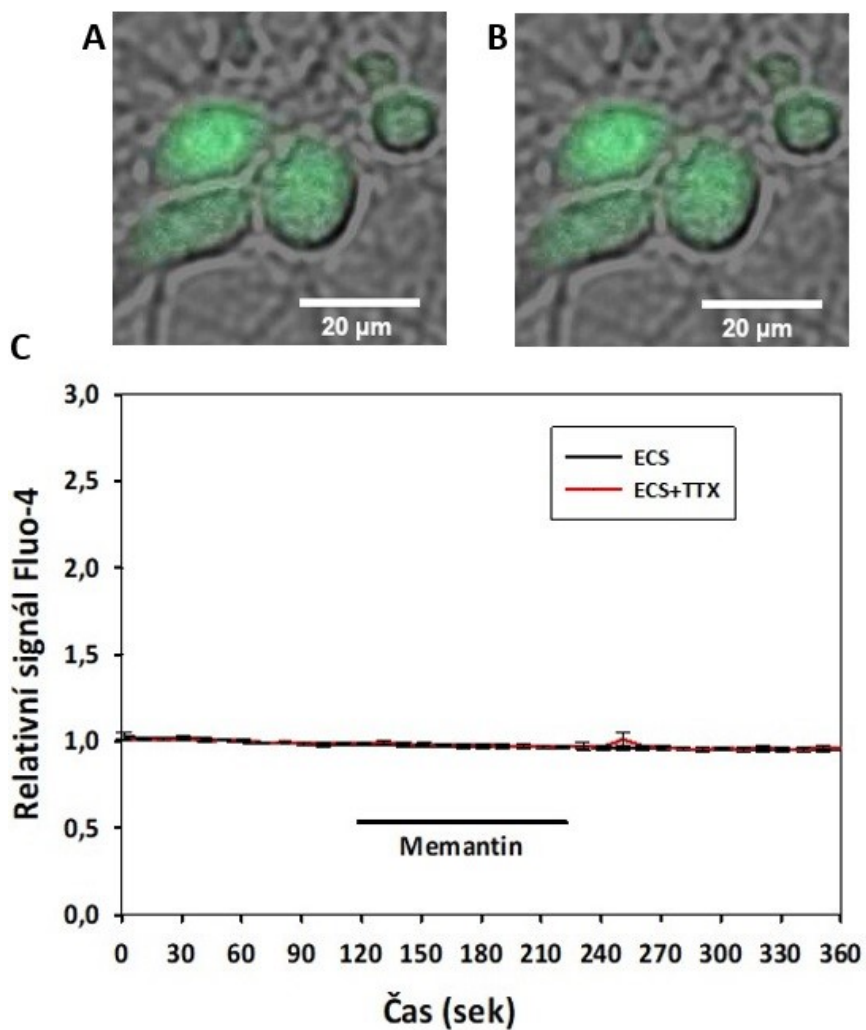 A
B
20 µm
20 µm
C
3,0
2,5
2,0
1,5
1,0
0,5
0,0
Relativní signál Fluo-4
ECS
ECS+TTX
Memantin
0 30 60 90 120 150 180 210 240 270 300 330 360
Čas (sek)